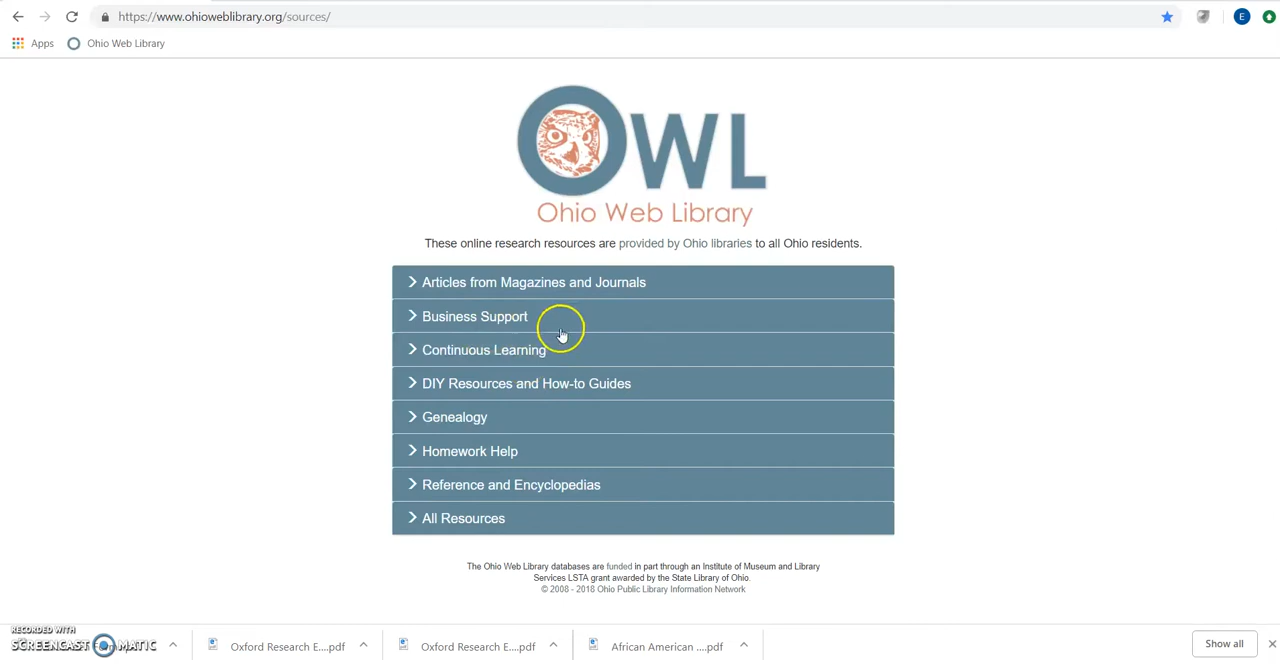 https://www.ohioweblibrary.org/sources/
E
Apps
Ohio Web Library
OWL
Ohio Web Library
These online research resources are provided by Ohio libraries to all Ohio residents.
Articles from Magazines and Journals
Business Support
Continuous Learning
DIY Resources and How-to Guides
Genealogy
Homework Help
Reference and Encyclopedias
All Resources
The Ohio Web Library databases are funded in part through an Institute of Museum and Library
Services LSTA grant awarded by the State Library of Ohio.
© 2008 - 2018 Ohio Public Library Information Network
RECORDED WITH
SCREENCAST MATIC
Oxford Research E....pdf
Oxford Research E....pdf
African American ....pdf
Show all